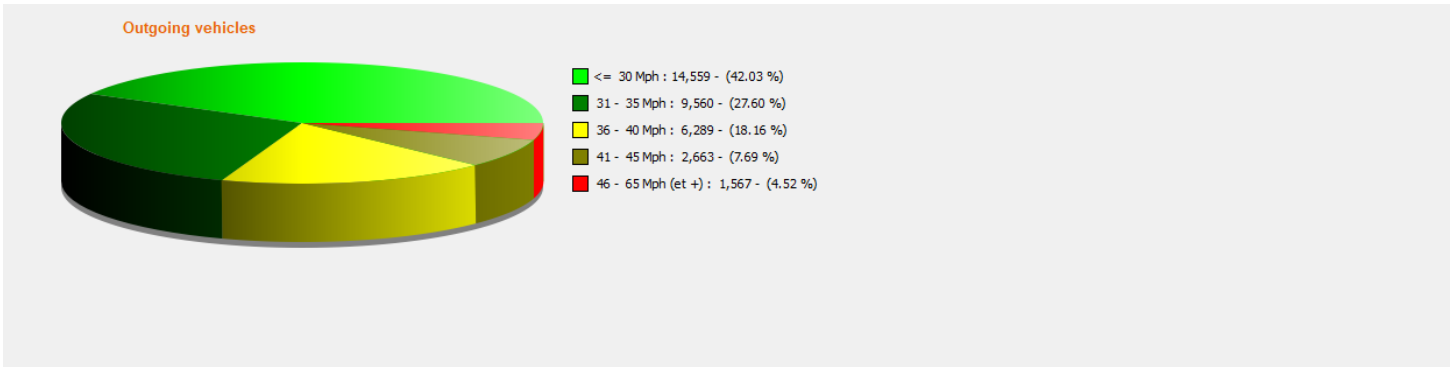 Outgoing vehicles
<= 30 Mph : 14,559 - (42.03 %)
31 - 35 Mph : 9,560 - (27.60 %)
36 - 40 Mph : 6,289 - (18.16 %)
41 - 45 Mph : 2,663 - (7.69 %)
46 - 65 Mph (et +) : 1,567 - (4.52 %)